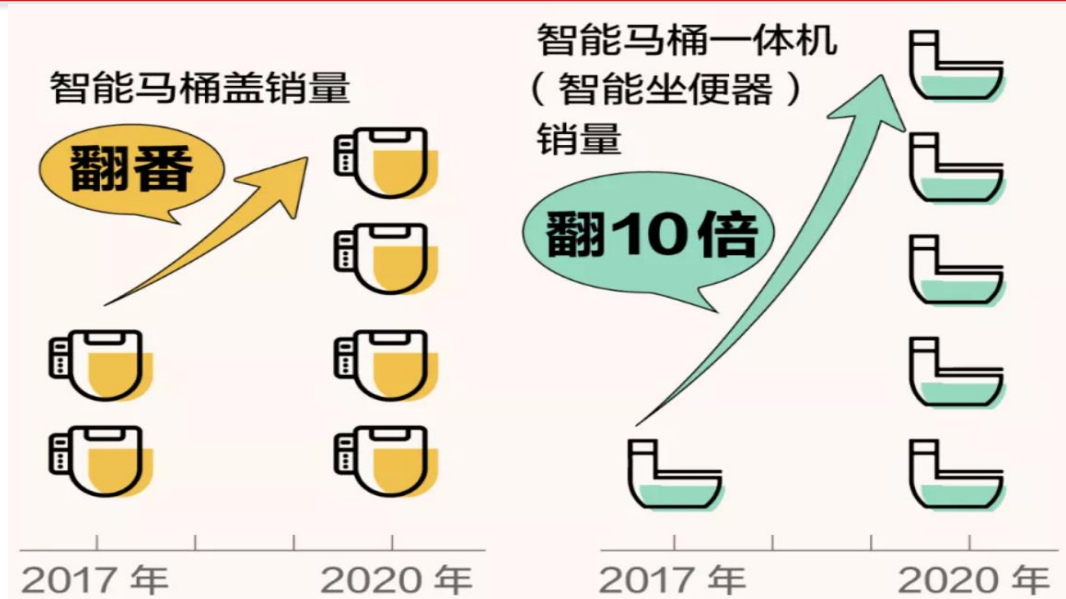 智能马桶盖销量
翻番
2017 年
2020 年
智能马桶一体机
（智能坐便器）
销量
翻10倍
2017 年
2020 年